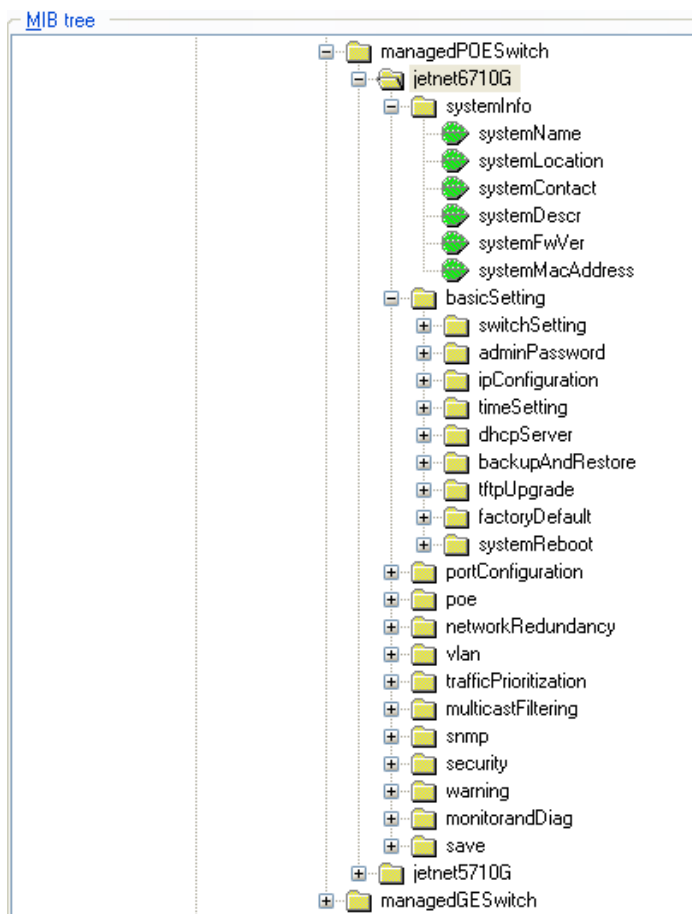 MIB tree
managedPOESwitch
jetnet6710G
systemInfo
systemName
systemLocation
systemContact
systemDescr
systemFwVer
systemMacAddress
basicSetting
switchSetting
adminPassword
ipConfiguration
timeSetting
dhcpServer
backupAndRestore
tftpUpgrade
factoryDefault
systemReboot
portConfiguration
poe
networkRedundancy
vlan
trafficPrioritization
multicastFiltering
snmp
security
warning
monitorandDiag
save
jetnet5710G
managedGESwitch